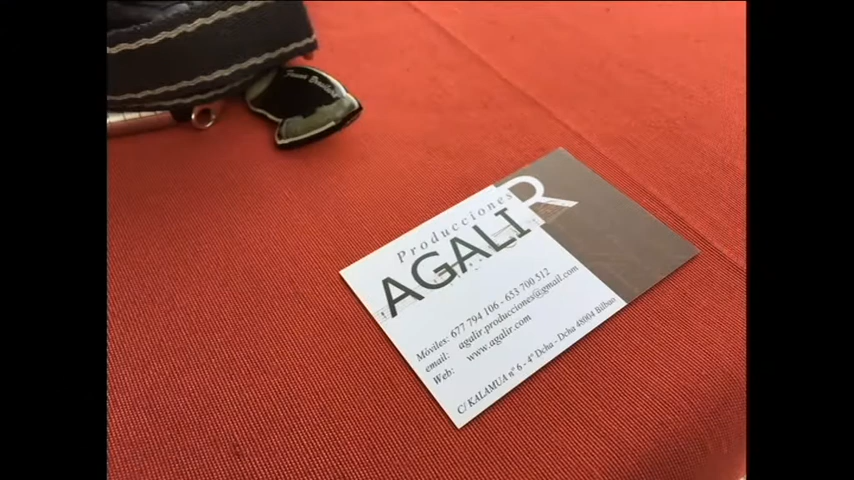 Producciones
AGALIR
Móviles: 677 794 106 - 653 700 512
email: agalir.producciones@gmail.com
Web: www.agalir.com
C/ KALAMUA nº 6 - 4º Dcha - Dcha 48004 Bilbao